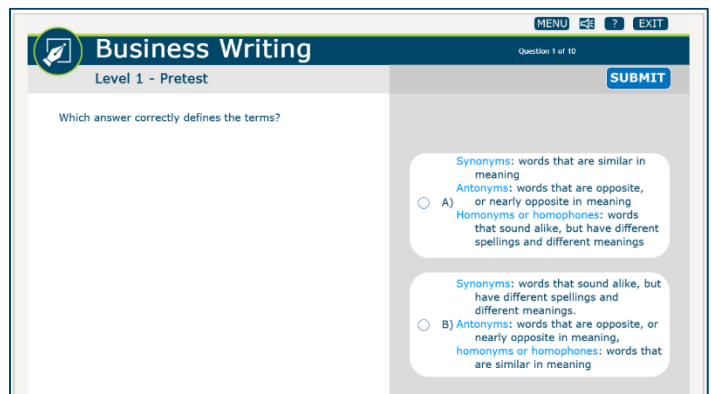 MENU ? EXIT
Business Writing
Question 1 of 10
Level 1 - Pretest
SUBMIT
Which answer correctly defines the terms?
Synonyms: words that are similar in
meaning
Antonyms: words that are opposite,
A) or nearly opposite in meaning
Homonyms or homophones: words
that sound alike, but have different
spellings and different meanings
Synonyms: words that sound alike, but
have different spellings and
different meanings.
B) Antonyms: words that are opposite, or
nearly opposite in meaning,
homonyms or homophones: words that
are similar in meaning